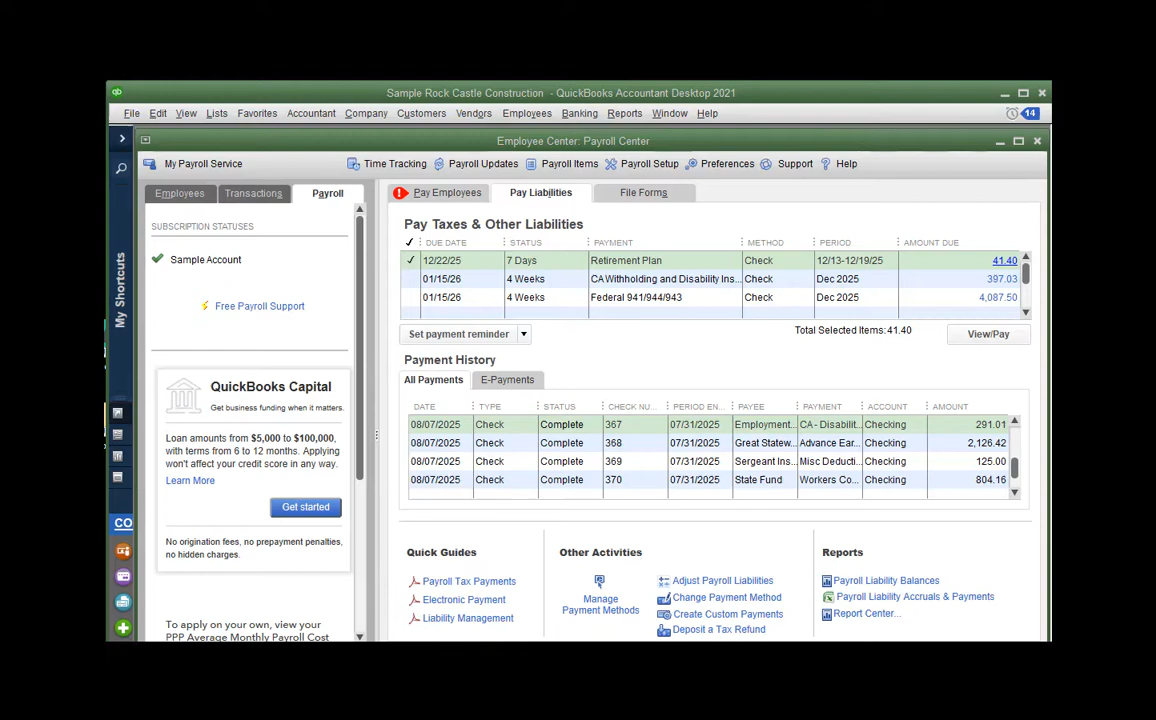 Sample Rock Castle Construction - QuickBooks Accountant Desktop 2021
File Edit View Lists Favorites Accountant Company Customers Vendors Employees Banking Reports Window Help 14
Employee Center: Payroll Center
My Payroll Service Time Tracking Payroll Updates Payroll Items Payroll Setup Preferences Support Help
My Shortcuts
CO
Employees Transactions Payroll
SUBSCRIPTION STATUSES
Sample Account
Free Payroll Support
QuickBooks Capital
Get business funding when it matters.
Loan amounts from $5,000 to $100,000,
with terms from 6 to 12 months. Applying
won't affect your credit score in any way.
Learn More
Get started
No origination fees, no prepayment penalties,
no hidden charges.
To apply on your own, view your
PPP Average Monthly Payroll Cost
Pay Employees Pay Liabilities File Forms
Pay Taxes & Other Liabilities
✓ DUE DATE STATUS PAYMENT METHOD PERIOD AMOUNT DUE
✓ 12/22/25 7 Days Retirement Plan Check 12/13-12/19/25 41.40
01/15/26 4 Weeks CA Withholding and Disability Ins... Check Dec 2025 397.03
01/15/26 4 Weeks Federal 941/944/943 Check Dec 2025 4,087.50
Set payment reminder Total Selected Items: 41.40 View/Pay
Payment History
All Payments E-Payments
DATE TYPE STATUS CHECK NU... PERIOD EN... PAYEE PAYMENT ACCOUNT AMOUNT
08/07/2025 Check Complete 367 07/31/2025 Employment... CA - Disabilit... Checking 291.01
08/07/2025 Check Complete 368 07/31/2025 Great Statew... Advance Ear... Checking 2,126.42
08/07/2025 Check Complete 369 07/31/2025 Sergeant Ins... Misc Deducti... Checking 125.00
08/07/2025 Check Complete 370 07/31/2025 State Fund Workers Co... Checking 804.16
Quick Guides
Payroll Tax Payments
Electronic Payment
Liability Management
Other Activities
Manage
Payment Methods
Adjust Payroll Liabilities
Change Payment Method
Create Custom Payments
Deposit a Tax Refund
Reports
Payroll Liability Balances
Payroll Liability Accruals & Payments
Report Center...